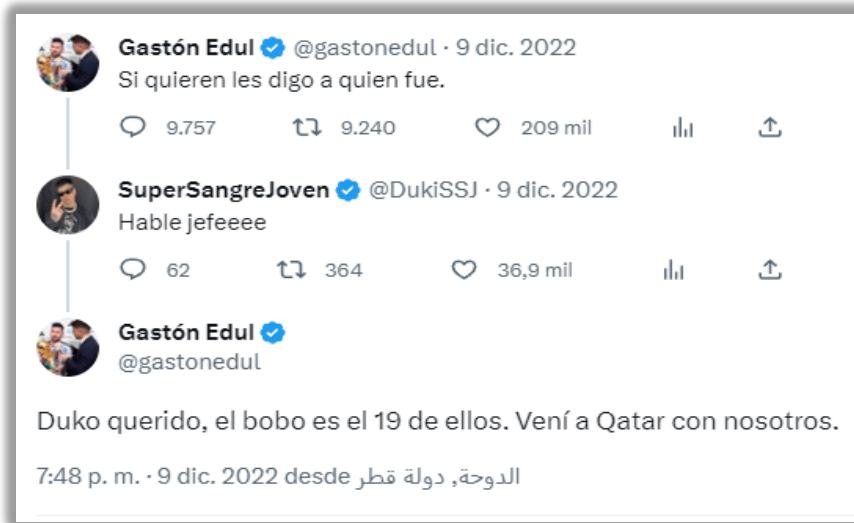 Gastón Edul @gastonedul · 9 dic. 2022
Si quieren les digo a quien fue.
9.757 9.240 209 mil
SuperSangreJoven @DukiSSJ · 9 dic. 2022
Hable jefeeee
62 364 36,9 mil
Gastón Edul
@gastonedul
Duko querido, el bobo es el 19 de ellos. Vení a Qatar con nosotros.
7:48 p. m. · 9 dic. 2022 desde الدوحة, دولة قطر